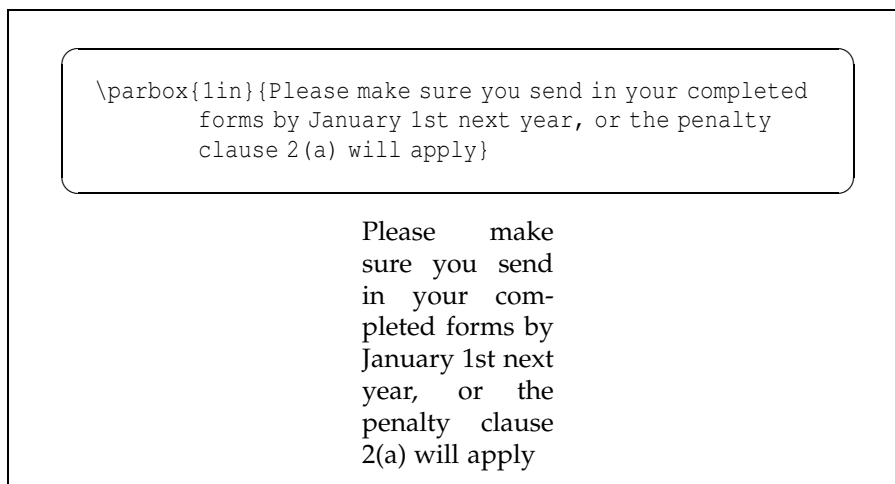 \parbox{1in}{Please make sure you send in your completed
forms by January 1st next year, or the penalty
clause 2(a) will apply}
Please make
sure you send
in your com-
pleted forms by
January 1st next
year, or the
penalty clause
2(a) will apply